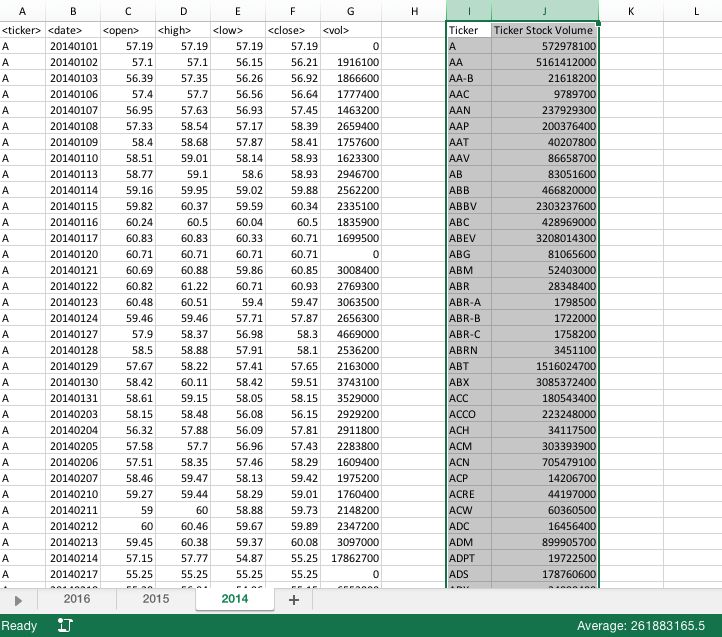 A B C D E F G H I J K L
<ticker> <date> <open> <high> <low> <close> <vol> Ticker Ticker Stock Volume
A 20140101 57.19 57.19 57.19 57.19 0 A 572978100
A 20140102 57.1 57.1 56.15 56.21 1916100 AA 5161412000
A 20140103 56.39 57.35 56.26 56.92 1866600 AA-B 21618200
A 20140106 57.4 57.7 56.56 56.64 1777400 AAC 9789700
A 20140107 56.95 57.63 56.93 57.45 1463200 AAN 237929300
A 20140108 57.33 58.54 57.17 58.39 2659400 AAP 200376400
A 20140109 58.4 58.68 57.87 58.41 1757600 AAT 40207800
A 20140110 58.51 59.01 58.14 58.93 1623300 AAV 86658700
A 20140113 58.77 59.1 58.6 58.93 2946700 AB 83051600
A 20140114 59.16 59.95 59.02 59.88 2562200 ABB 466820000
A 20140115 59.82 60.37 59.59 60.34 2335100 ABBV 2303237600
A 20140116 60.24 60.5 60.04 60.5 1835900 ABC 428969000
A 20140117 60.83 60.83 60.33 60.71 1699500 ABEV 3208014300
A 20140120 60.71 60.71 60.71 60.71 0 ABG 81065600
A 20140121 60.69 60.88 59.86 60.85 3008400 ABM 52403000
A 20140122 60.82 61.22 60.71 60.93 2769300 ABR 28348400
A 20140123 60.48 60.51 59.4 59.47 3063500 ABR-A 1798500
A 20140124 59.46 59.46 57.71 57.87 2656300 ABR-B 1722000
A 20140127 57.9 58.37 56.98 58.3 4669000 ABR-C 1758200
A 20140128 58.5 58.88 57.91 58.1 2536200 ABRN 3451100
A 20140129 57.67 58.22 57.41 57.65 2163000 ABT 1516024700
A 20140130 58.42 60.11 58.42 59.51 3743100 ABX 3085372400
A 20140131 58.61 59.15 58.05 58.15 3529000 ACC 180543400
A 20140203 58.15 58.48 56.08 56.15 2929200 ACCO 223248000
A 20140204 56.32 57.88 56.09 57.81 2911800 ACH 34117500
A 20140205 57.58 57.7 56.96 57.43 2283800 ACM 303393900
A 20140206 57.51 58.35 57.46 58.29 1609400 ACN 705479100
A 20140207 58.46 59.47 58.13 59.42 1975200 ACP 14206700
A 20140210 59.27 59.44 58.29 59.01 1760400 ACRE 44197000
A 20140211 59 60 58.88 59.73 2148200 ACW 60360500
A 20140212 60 60.46 59.67 59.89 2347200 ADC 16456400
A 20140213 59.45 60.38 59.37 60.08 3097000 ADM 899905700
A 20140214 57.15 57.77 54.87 55.25 17862700 ADPT 19722500
A 20140217 55.25 55.25 55.25 55.25 0 ADS 178760600
2016 2015 2014
Ready Average: 261883165.5